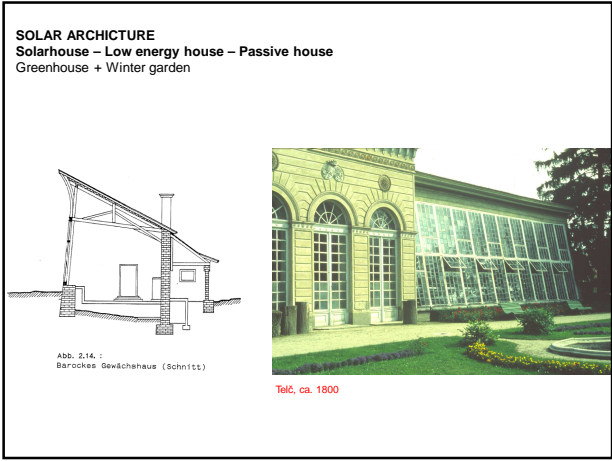 SOLAR ARCHICTURE
Solarhouse – Low energy house – Passive house
Greenhouse + Winter garden
Abb. 2.14. :
Barockes Gewächshaus (Schnitt)
Telč, ca. 1800